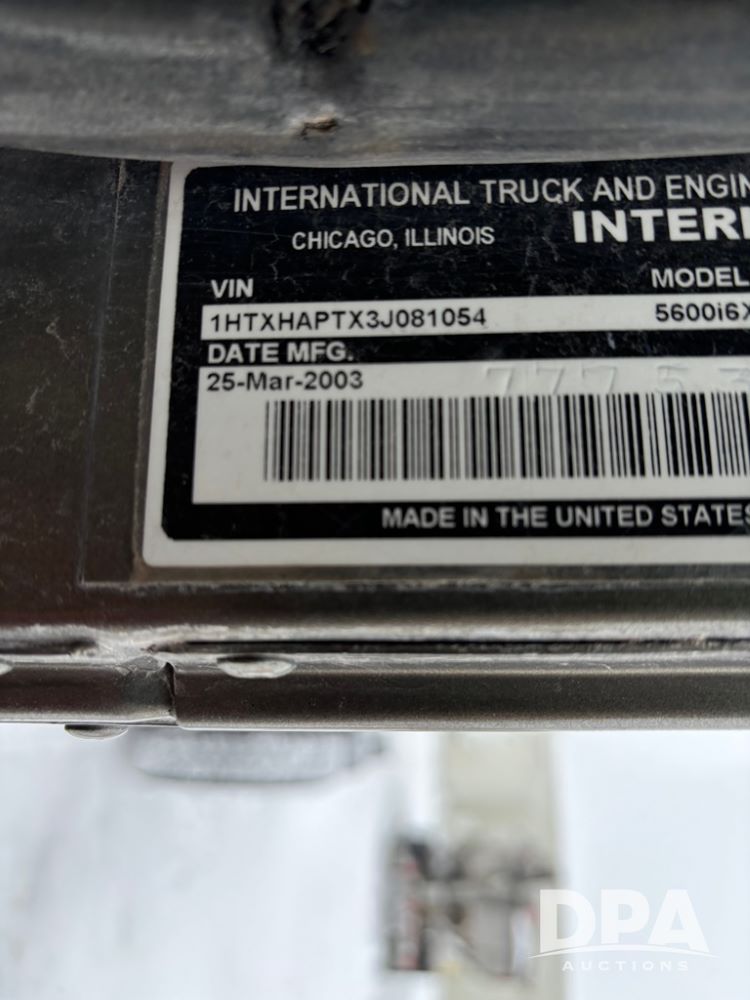 INTERNATIONAL TRUCK AND ENGIN
CHICAGO, ILLINOIS
INTER
VIN
MODEL
1HTXHAPTX3J081054
5600i6X
DATE MFG.
25-Mar-2003
77753
MADE IN THE UNITED STATES
DPA
AUCTIONS